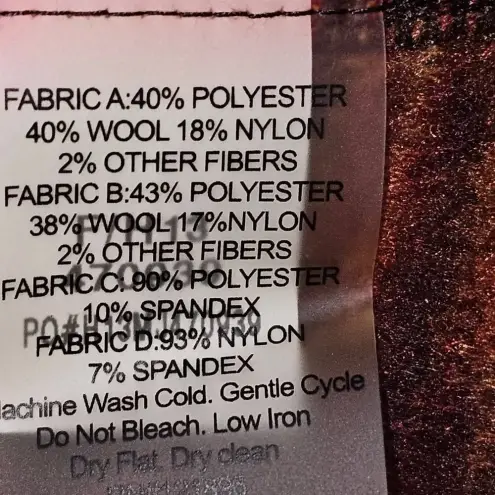 FABRIC A:40% POLYESTER
40% WOOL 18% NYLON
2% OTHER FIBERS
FABRIC B:43% POLYESTER
38% WOOL 17%NYLON
2% OTHER FIBERS
FABRIC C: 90% POLYESTER
10% SPANDEX
FABRIC D:93% NYLON
7% SPANDEX
achine Wash Cold. Gentle Cycle
Do Not Bleach. Low Iron
Dry Flat. Dry clean